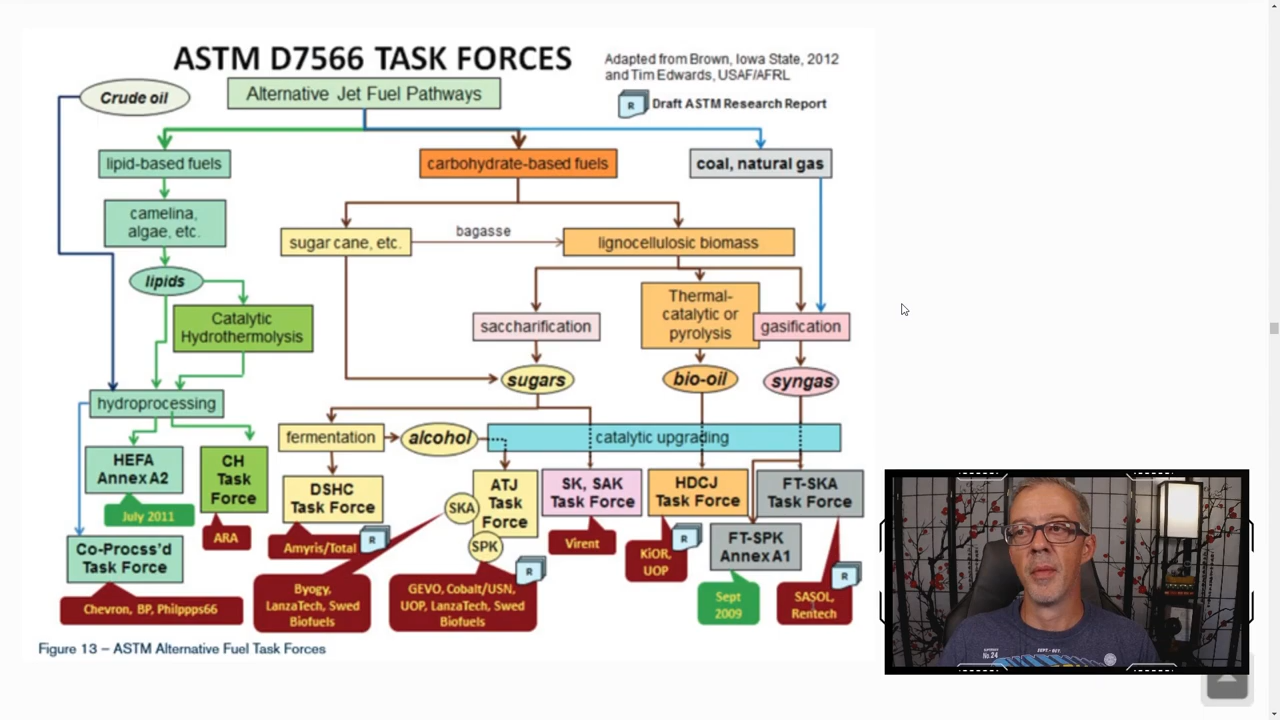 ASTM D7566 TASK FORCES
Adapted from Brown, Iowa State, 2012
and Tim Edwards, USAF/AFRL
Crude oil
Alternative Jet Fuel Pathways
R
Draft ASTM Research Report
lipid-based fuels
carbohydrate-based fuels
coal, natural gas
camelina,
algae, etc.
sugar cane, etc.
bagasse
lignocellulosic biomass
lipids
Catalytic
Hydrothermolysis
saccharification
Thermal-
catalytic or
pyrolysis
gasification
sugars
bio-oil
syngas
hydroprocessing
fermentation
alcohol
catalytic upgrading
HEFA
Annex A2
July 2011
CH
Task
Force
ARA
DSHC
Task Force
Amyris/Total
R
SKA
ATJ
Task
Force
SPK
R
SK, SAK
Task Force
Virent
HDCJ
Task Force
KiOR,
UOP
R
FT-SKA
Task Force
FT-SPK
Annex A1
Sept
2009
SASOL,
Rentech
R
Co-Procss'd
Task Force
Chevron, BP, Philppps66
Byogy,
LanzaTech, Swed
Biofuels
GEVO, Cobalt/USN,
UOP, LanzaTech, Swed
Biofuels
Figure 13 – ASTM Alternative Fuel Task Forces
No.24